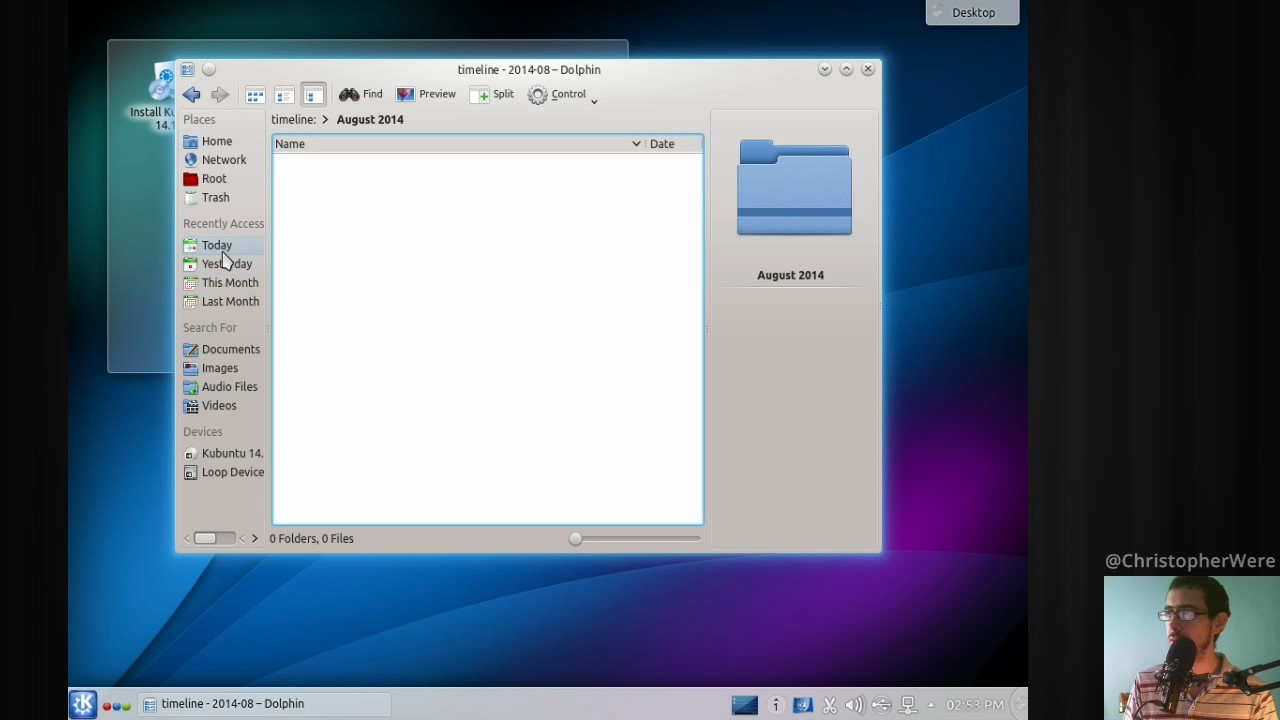 Desktop
Install Ku
14.1
timeline - 2014-08 – Dolphin
Find
Preview
Split
Control
Places
timeline: > August 2014
Home
Network
Root
Trash
Name
Date
Recently Access
Today
Yesterday
This Month
Last Month
August 2014
Search For
Documents
Images
Audio Files
Videos
Devices
Kubuntu 14.
Loop Device
0 Folders, 0 Files
@ChristopherWere
timeline - 2014-08 – Dolphin
02:53 PM